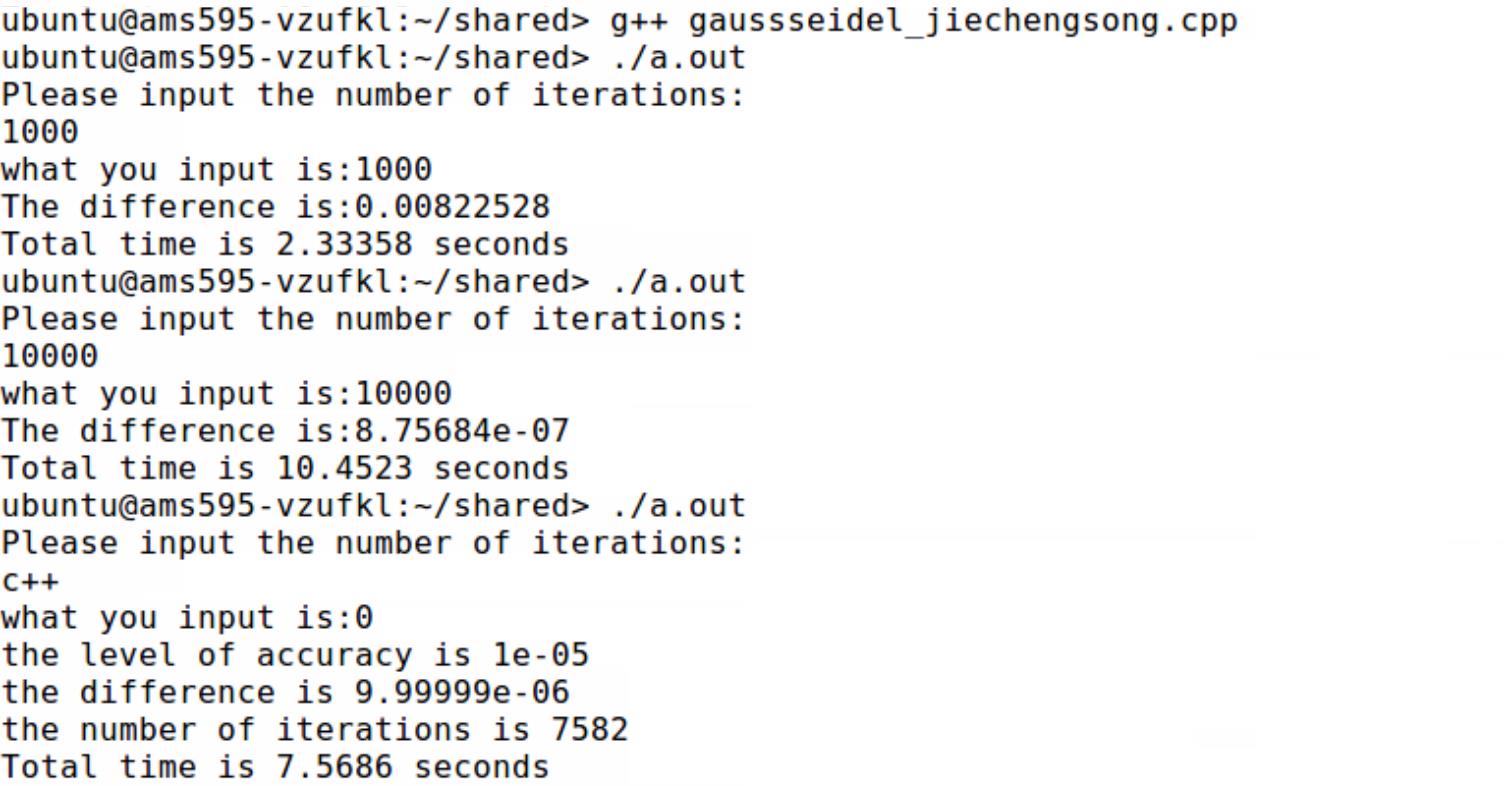 ubuntu@ams595-vzufkl:~/shared> g++ gaussseidel_jiechengsong.cpp
ubuntu@ams595-vzufkl:~/shared> ./a.out
Please input the number of iterations:
1000
what you input is:1000
The difference is:0.00822528
Total time is 2.33358 seconds
ubuntu@ams595-vzufkl:~/shared> ./a.out
Please input the number of iterations:
10000
what you input is:10000
The difference is:8.75684e-07
Total time is 10.4523 seconds
ubuntu@ams595-vzufkl:~/shared> ./a.out
Please input the number of iterations:
c++
what you input is:0
the level of accuracy is 1e-05
the difference is 9.99999e-06
the number of iterations is 7582
Total time is 7.5686 seconds